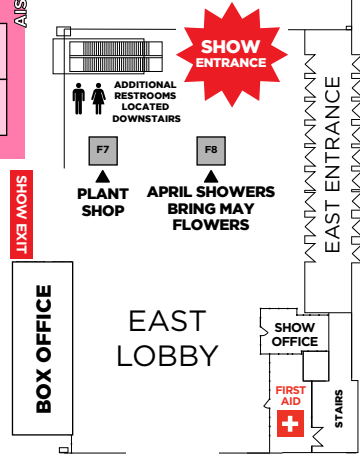 AIS
SHOW
ENTRANCE
ADDITIONAL
RESTROOMS
LOCATED
DOWNSTAIRS
F7
F8
PLANT
SHOP
APRIL SHOWERS
BRING MAY
FLOWERS
EAST ENTRANCE
SHOW EXIT
BOX OFFICE
EAST
LOBBY
SHOW
OFFICE
FIRST
AID
STAIRS